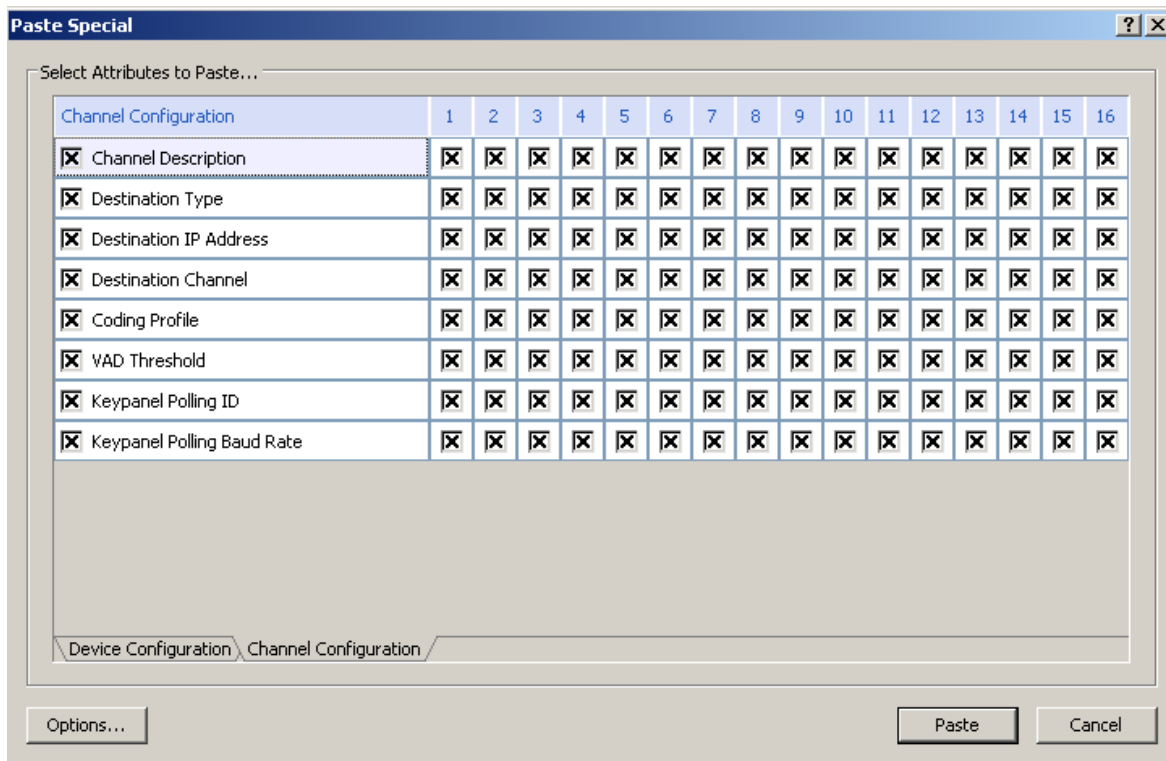 Paste Special
Select Attributes to Paste...
Channel Configuration 1 2 3 4 5 6 7 8 9 10 11 12 13 14 15 16
Channel Description
Destination Type
Destination IP Address
Destination Channel
Coding Profile
VAD Threshold
Keypanel Polling ID
Keypanel Polling Baud Rate
Device Configuration Channel Configuration
Options... Paste Cancel